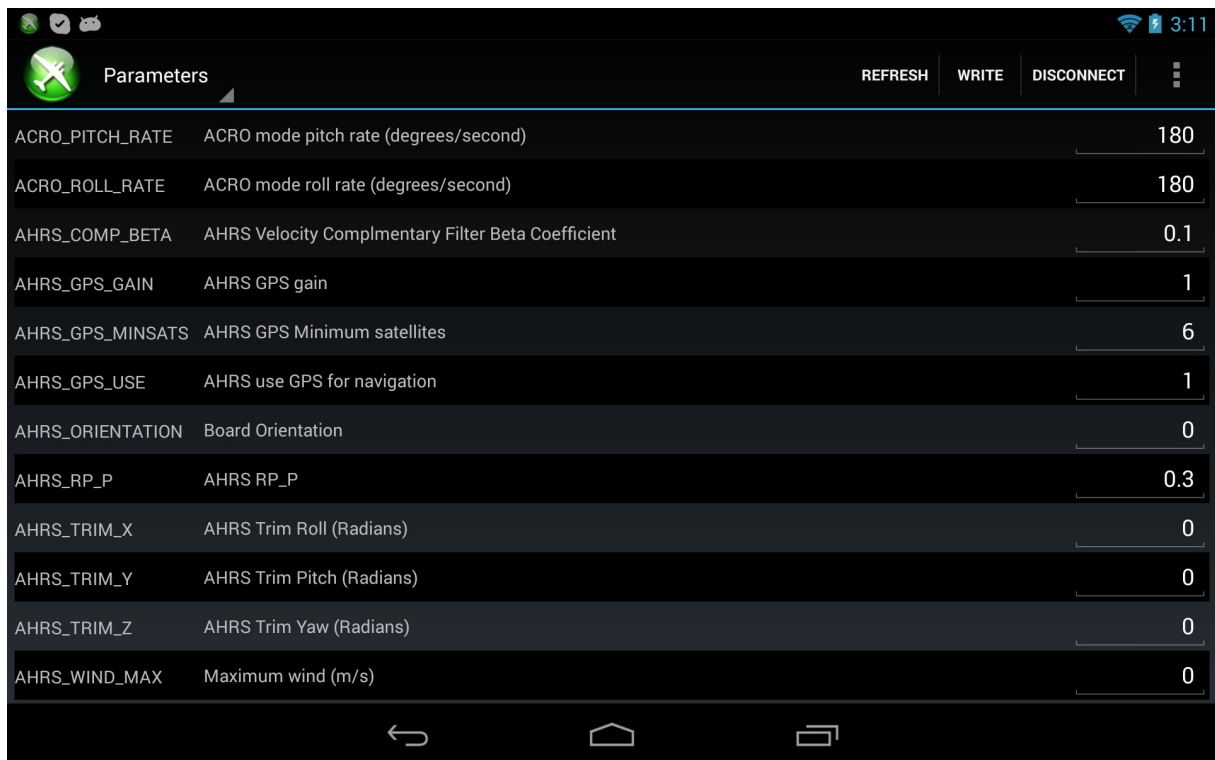 3:11
Parameters REFRESH WRITE DISCONNECT
ACRO_PITCH_RATE ACRO mode pitch rate (degrees/second) 180
ACRO_ROLL_RATE ACRO mode roll rate (degrees/second) 180
AHRS_COMP_BETA AHRS Velocity Complmentary Filter Beta Coefficient 0.1
AHRS_GPS_GAIN AHRS GPS gain 1
AHRS_GPS_MINSATS AHRS GPS Minimum satellites 6
AHRS_GPS_USE AHRS use GPS for navigation 1
AHRS_ORIENTATION Board Orientation 0
AHRS_RP_P AHRS RP_P 0.3
AHRS_TRIM_X AHRS Trim Roll (Radians) 0
AHRS_TRIM_Y AHRS Trim Pitch (Radians) 0
AHRS_TRIM_Z AHRS Trim Yaw (Radians) 0
AHRS_WIND_MAX Maximum wind (m/s) 0